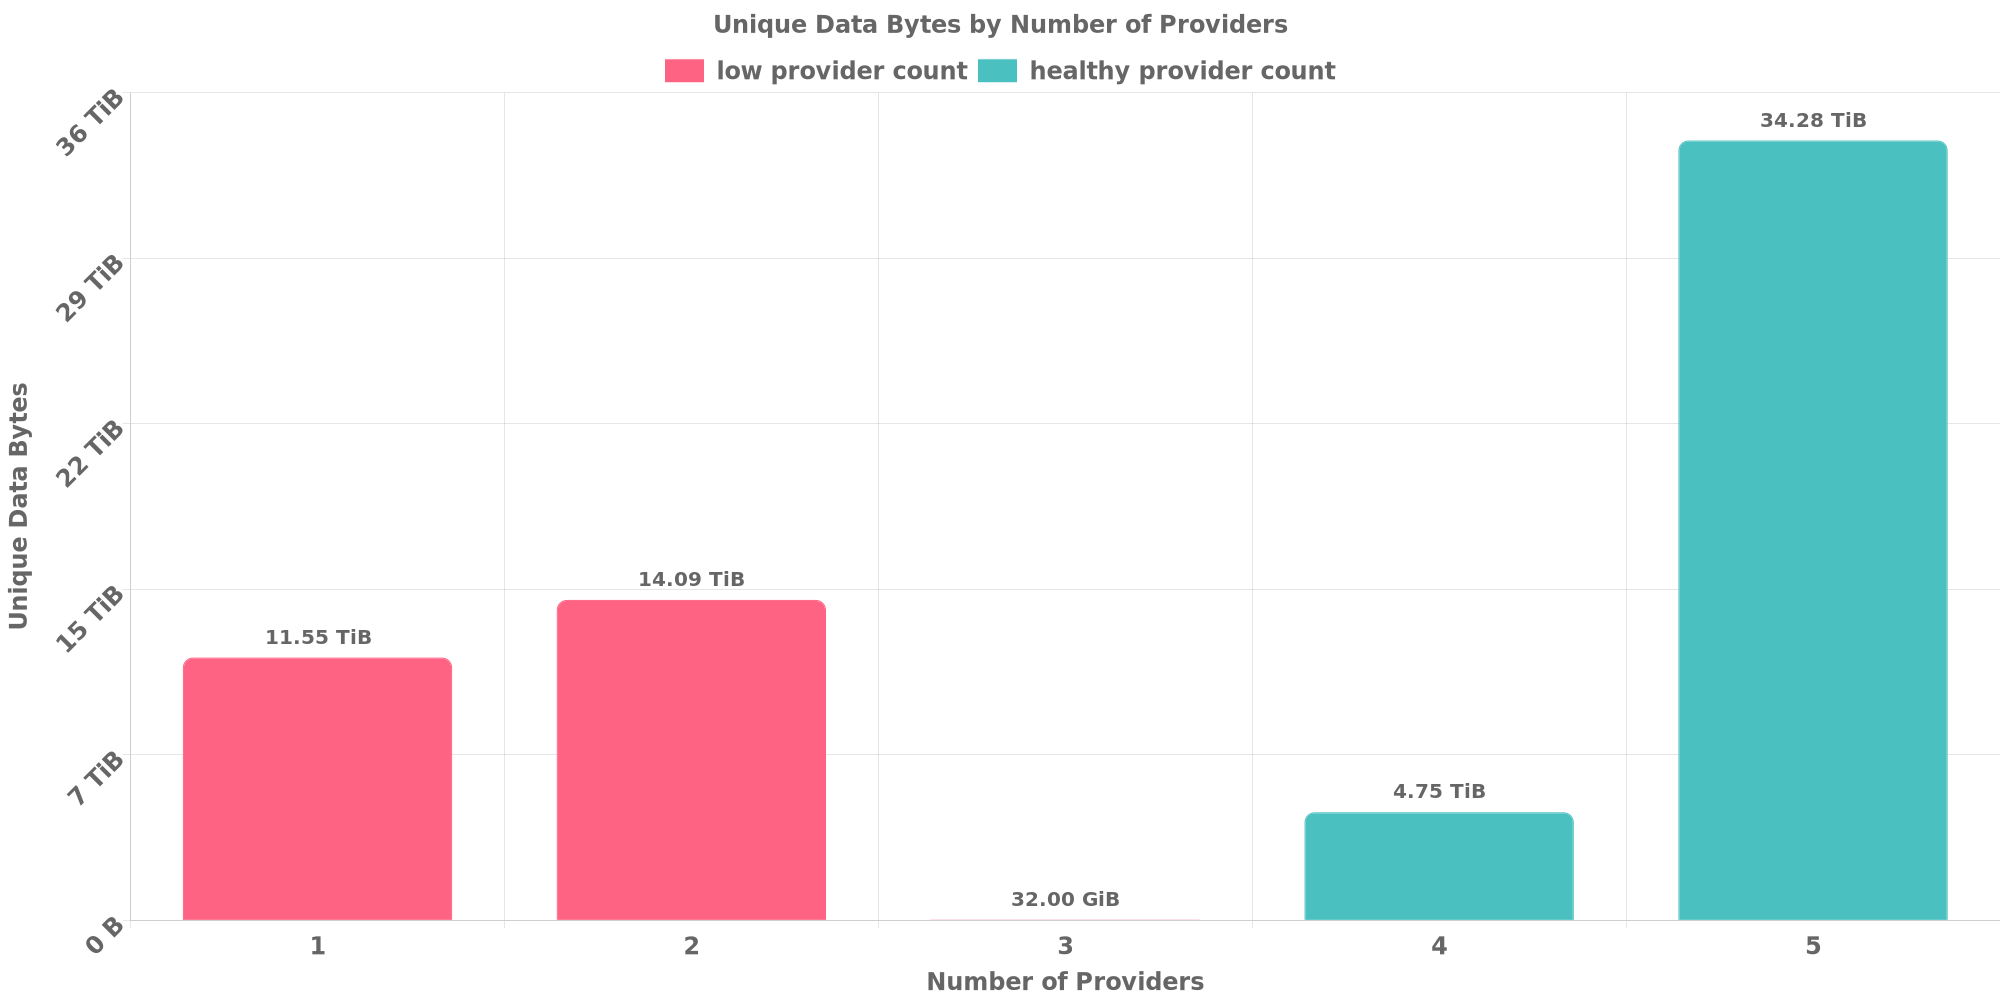 Unique Data Bytes by Number of Providers
low provider count healthy provider count
36 TiB
29 TiB
22 TiB
15 TiB
7 TiB
0 B
Unique Data Bytes
11.55 TiB
14.09 TiB
32.00 GiB
4.75 TiB
34.28 TiB
1 2 3 4 5
Number of Providers